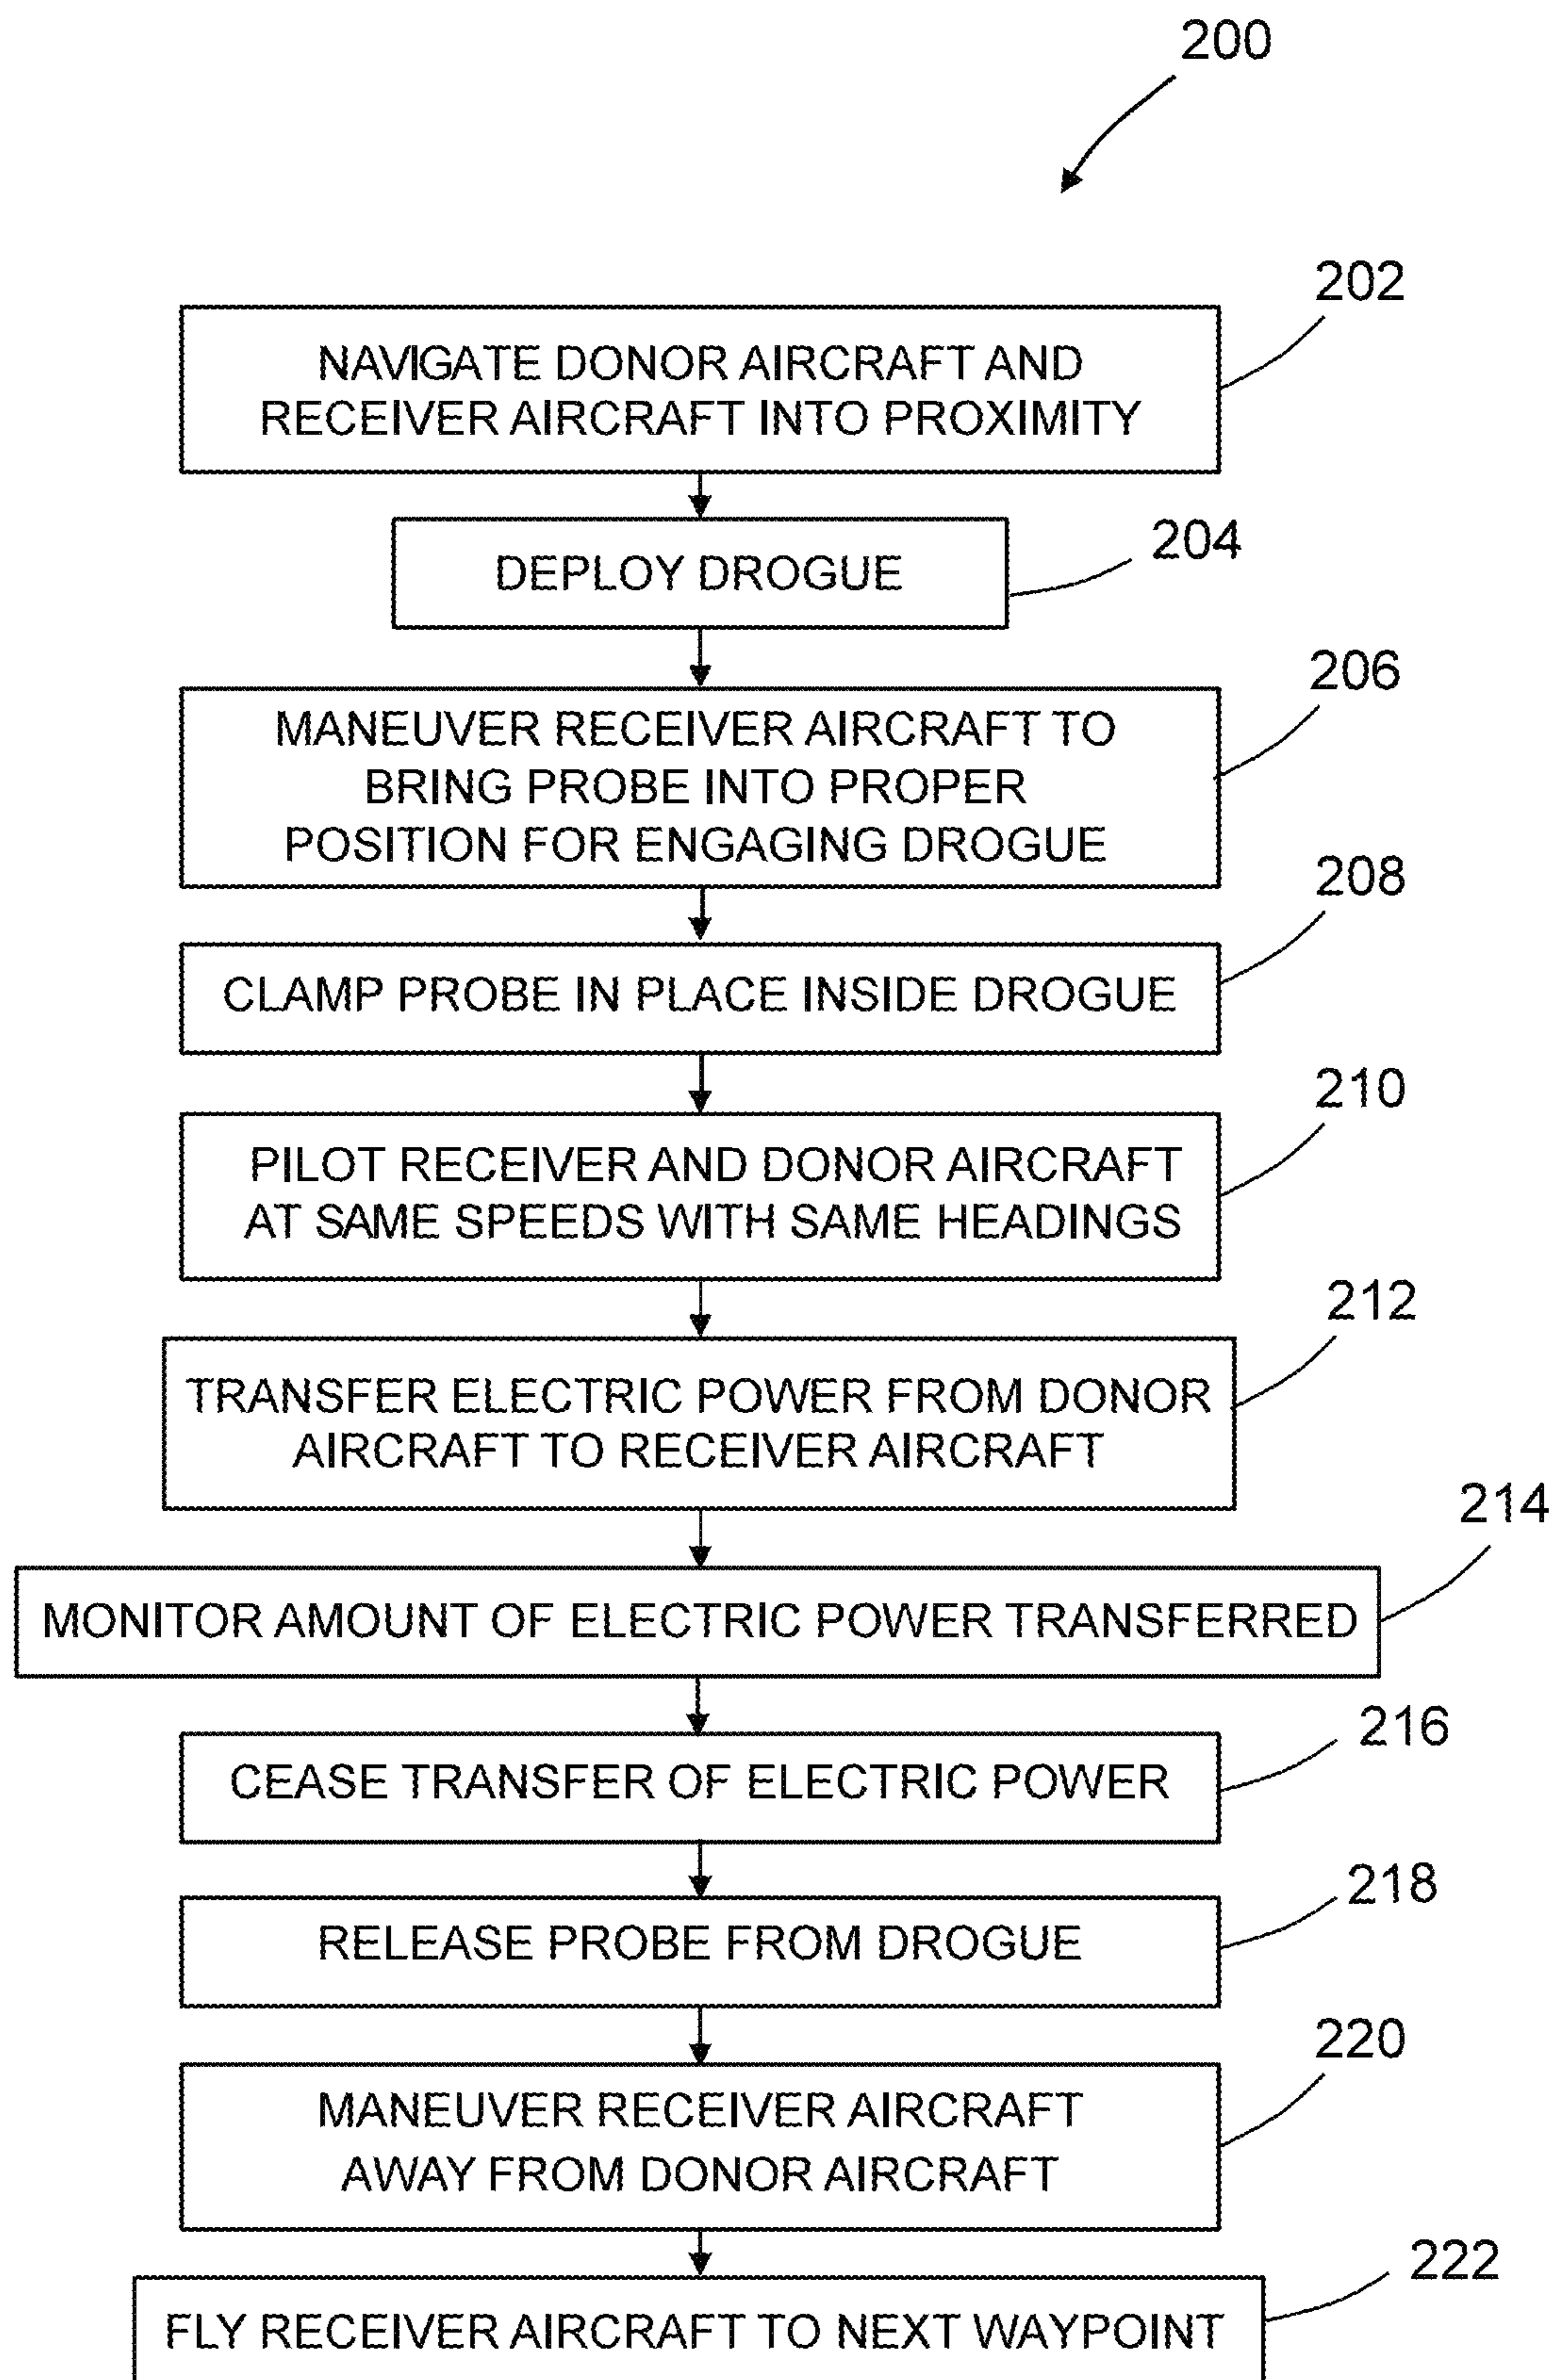 200
202
NAVIGATE DONOR AIRCRAFT AND
RECEIVER AIRCRAFT INTO PROXIMITY
204
DEPLOY DROGUE
206
MANEUVER RECEIVER AIRCRAFT TO
BRING PROBE INTO PROPER
POSITION FOR ENGAGING DROGUE
208
CLAMP PROBE IN PLACE INSIDE DROGUE
210
PILOT RECEIVER AND DONOR AIRCRAFT
AT SAME SPEEDS WITH SAME HEADINGS
212
TRANSFER ELECTRIC POWER FROM DONOR
AIRCRAFT TO RECEIVER AIRCRAFT
214
MONITOR AMOUNT OF ELECTRIC POWER TRANSFERRED
216
CEASE TRANSFER OF ELECTRIC POWER
218
RELEASE PROBE FROM DROGUE
220
MANEUVER RECEIVER AIRCRAFT
AWAY FROM DONOR AIRCRAFT
222
FLY RECEIVER AIRCRAFT TO NEXT WAYPOINT